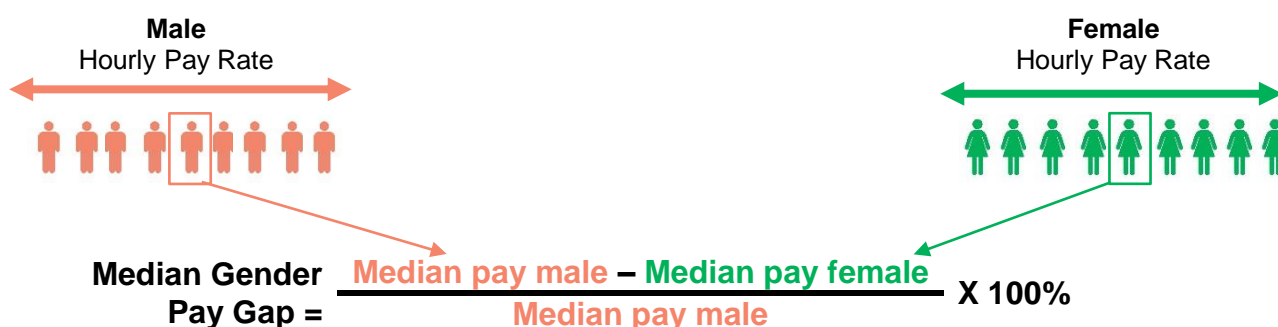 Male
Hourly Pay Rate
Female
Hourly Pay Rate
Median Gender
Pay Gap =
Median pay male – Median pay female
Median pay male
X 100%